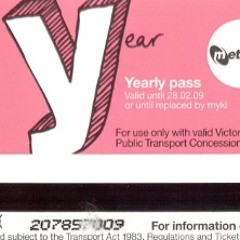 year
met
Yearly pass
Valid until 28.02.09
or until replaced by myki
For use only with valid Victor
Public Transport Concession
207857009
For information
d subject to the Transport Act 1983, Regulations and Ticket